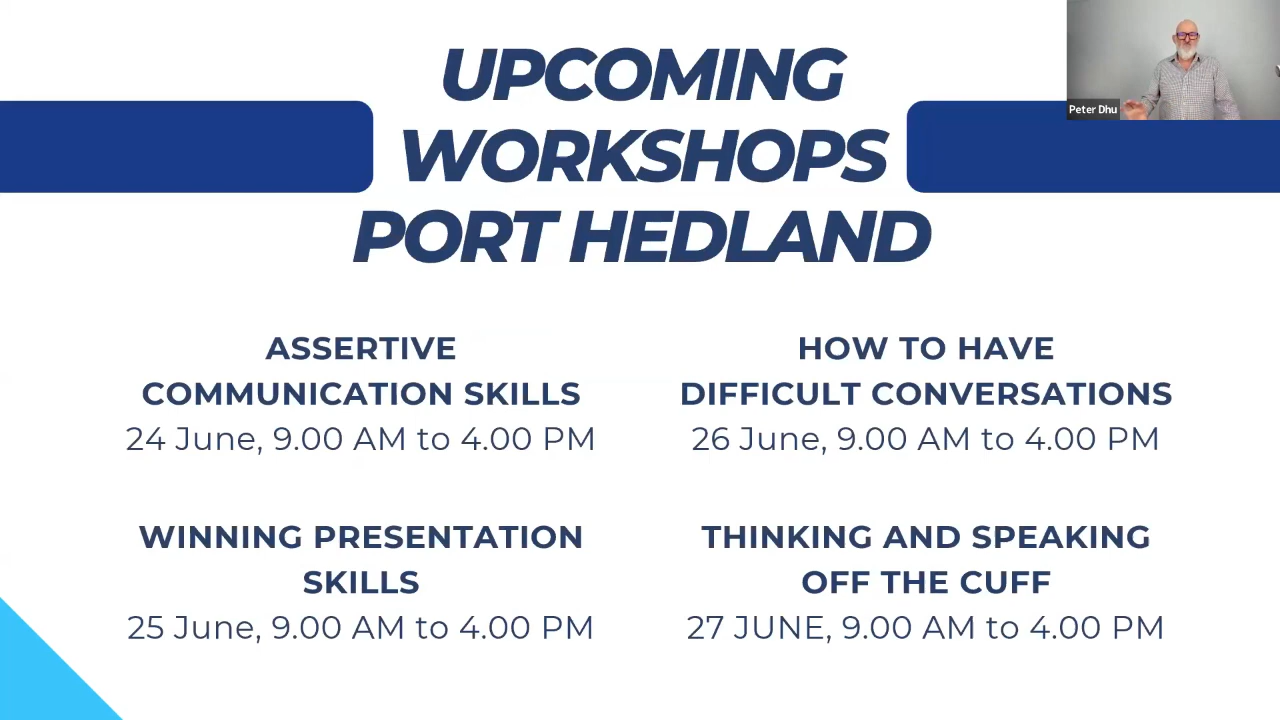 UPCOMING
WORKSHOPS
PORT HEDLAND
Peter Dhu
ASSERTIVE
COMMUNICATION SKILLS
24 June, 9.00 AM to 4.00 PM
HOW TO HAVE
DIFFICULT CONVERSATIONS
26 June, 9.00 AM to 4.00 PM
WINNING PRESENTATION
SKILLS
25 June, 9.00 AM to 4.00 PM
THINKING AND SPEAKING
OFF THE CUFF
27 JUNE, 9.00 AM to 4.00 PM